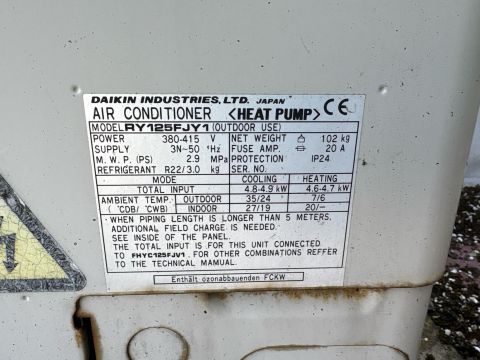 DAIKIN INDUSTRIES, LTD. JAPAN
AIR CONDITIONER <HEAT PUMP> CE
MODEL RY125FJY1 (OUTDOOR USE)
POWER 380-415 V NET WEIGHT 102 kg
SUPPLY 3N~50 Hz FUSE AMP. 20 A
M. W. P. (PS) 2.9 MPa PROTECTION IP24
REFRIGERANT R22/3.0 kg SER. NO.
MODE COOLING HEATING
TOTAL INPUT 4.8-4.9 kW 4.6-4.7 kW
AMBIENT TEMP. OUTDOOR 35/24 7/6
(°CDB/°CWB) INDOOR 27/19 20/—
·WHEN PIPING LENGTH IS LONGER THAN 5 METERS,
ADDITIONAL FIELD CHARGE IS NEEDED.
SEE INSIDE OF THE PANEL.
·THE TOTAL INPUT IS FOR THIS UNIT CONNECTED
TO FHYC125FJV1. FOR OTHER COMBINATIONS REFFER
TO THE TECHNICAL MANUAL.
Enthält ozonabbauenden FCKW